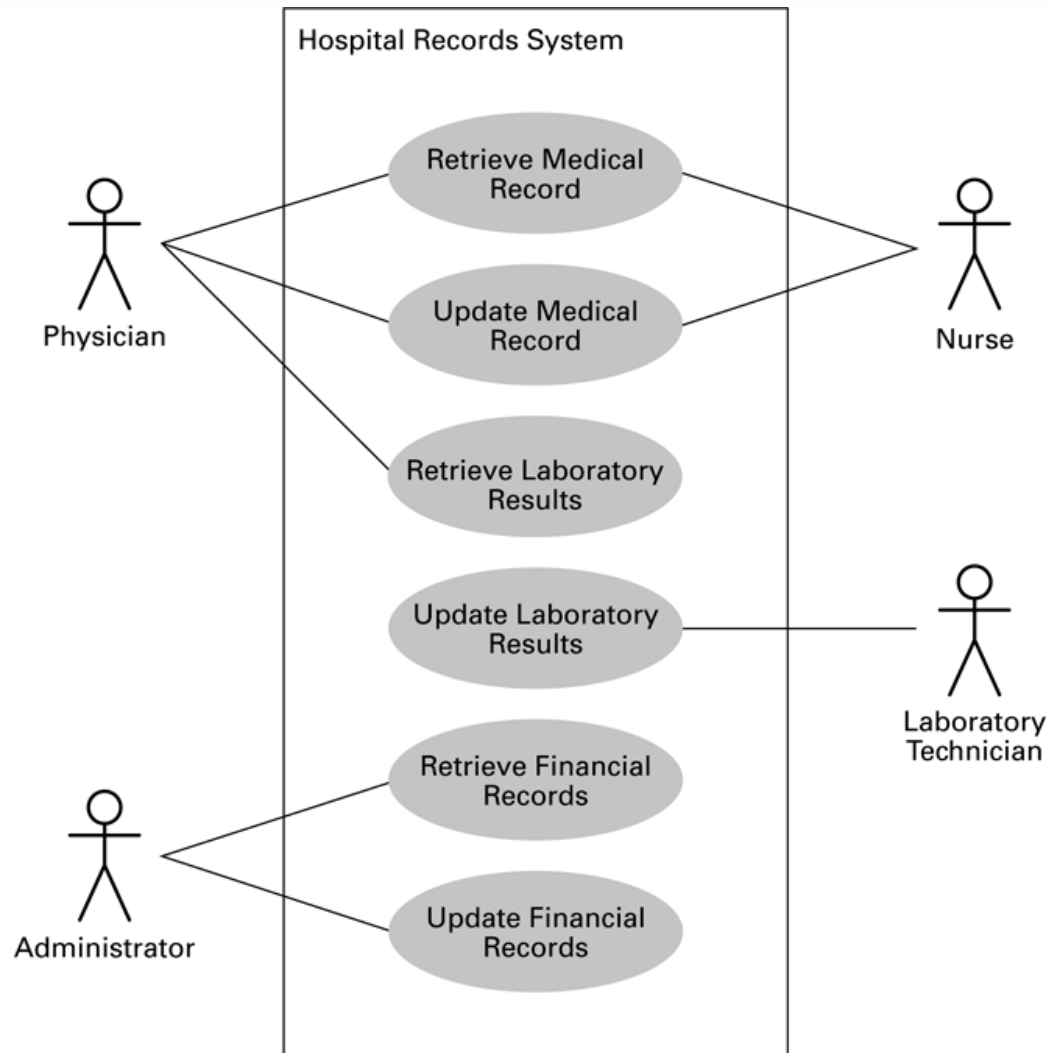 Hospital Records System
Retrieve Medical
Record
Physician
Update Medical
Record
Nurse
Retrieve Laboratory
Results
Update Laboratory
Results
Laboratory
Technician
Retrieve Financial
Records
Administrator
Update Financial
Records